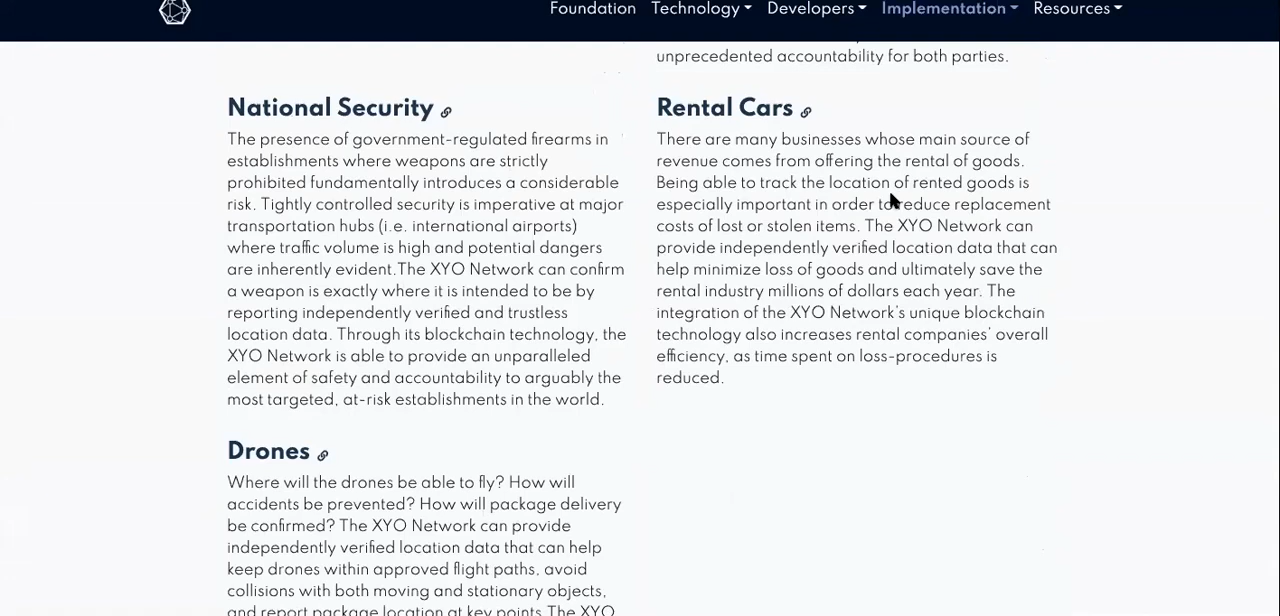 Foundation Technology Developers Implementation Resources
unprecedented accountability for both parties.
National Security
The presence of government-regulated firearms in
establishments where weapons are strictly
prohibited fundamentally introduces a considerable
risk. Tightly controlled security is imperative at major
transportation hubs (i.e. international airports)
where traffic volume is high and potential dangers
are inherently evident.The XYO Network can confirm
a weapon is exactly where it is intended to be by
reporting independently verified and trustless
location data. Through its blockchain technology, the
XYO Network is able to provide an unparalleled
element of safety and accountability to arguably the
most targeted, at-risk establishments in the world.
Drones
Where will the drones be able to fly? How will
accidents be prevented? How will package delivery
be confirmed? The XYO Network can provide
independently verified location data that can help
keep drones within approved flight paths, avoid
collisions with both moving and stationary objects,
and report package location at key points.The XYO
Rental Cars
There are many businesses whose main source of
revenue comes from offering the rental of goods.
Being able to track the location of rented goods is
especially important in order to reduce replacement
costs of lost or stolen items. The XYO Network can
provide independently verified location data that can
help minimize loss of goods and ultimately save the
rental industry millions of dollars each year. The
integration of the XYO Network's unique blockchain
technology also increases rental companies' overall
efficiency, as time spent on loss-procedures is
reduced.